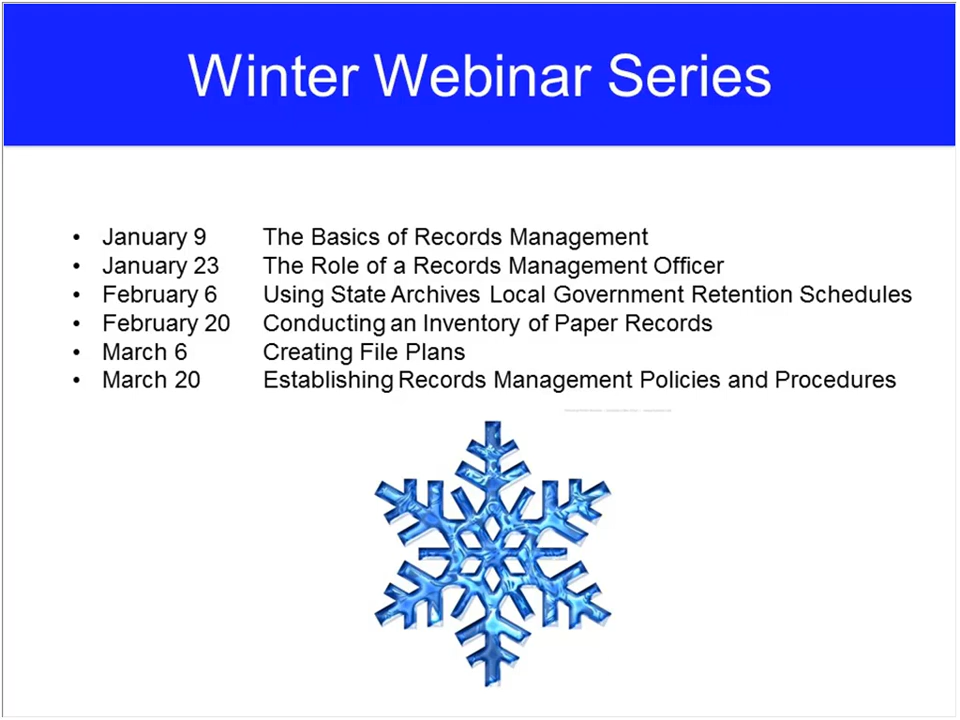 Winter Webinar Series
• January 9 The Basics of Records Management
• January 23 The Role of a Records Management Officer
• February 6 Using State Archives Local Government Retention Schedules
• February 20 Conducting an Inventory of Paper Records
• March 6 Creating File Plans
• March 20 Establishing Records Management Policies and Procedures